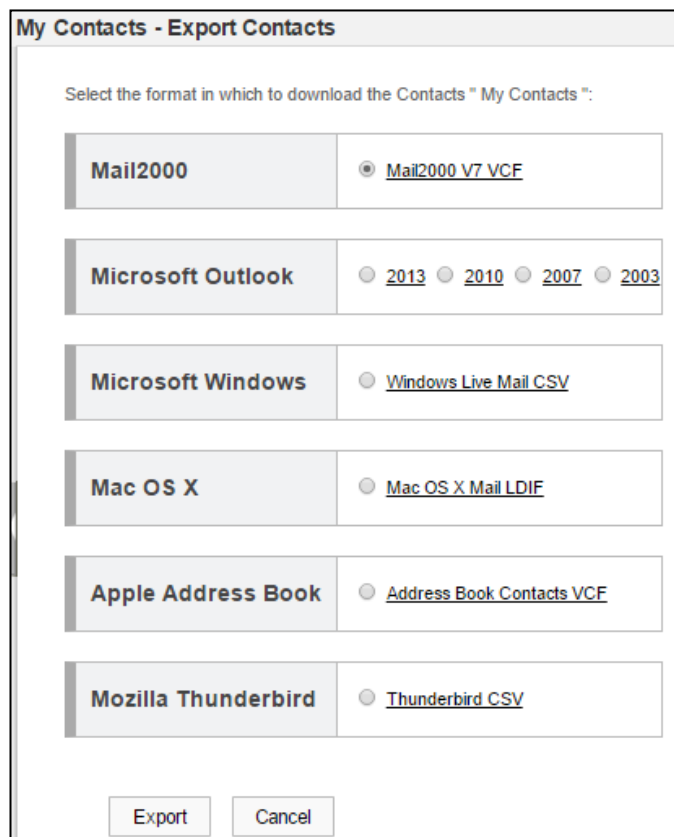 My Contacts - Export Contacts
Select the format in which to download the Contacts " My Contacts ":
Mail2000 Mail2000 V7 VCF
Microsoft Outlook 2013 2010 2007 2003
Microsoft Windows Windows Live Mail CSV
Mac OS X Mac OS X Mail LDIF
Apple Address Book Address Book Contacts VCF
Mozilla Thunderbird Thunderbird CSV
Export Cancel